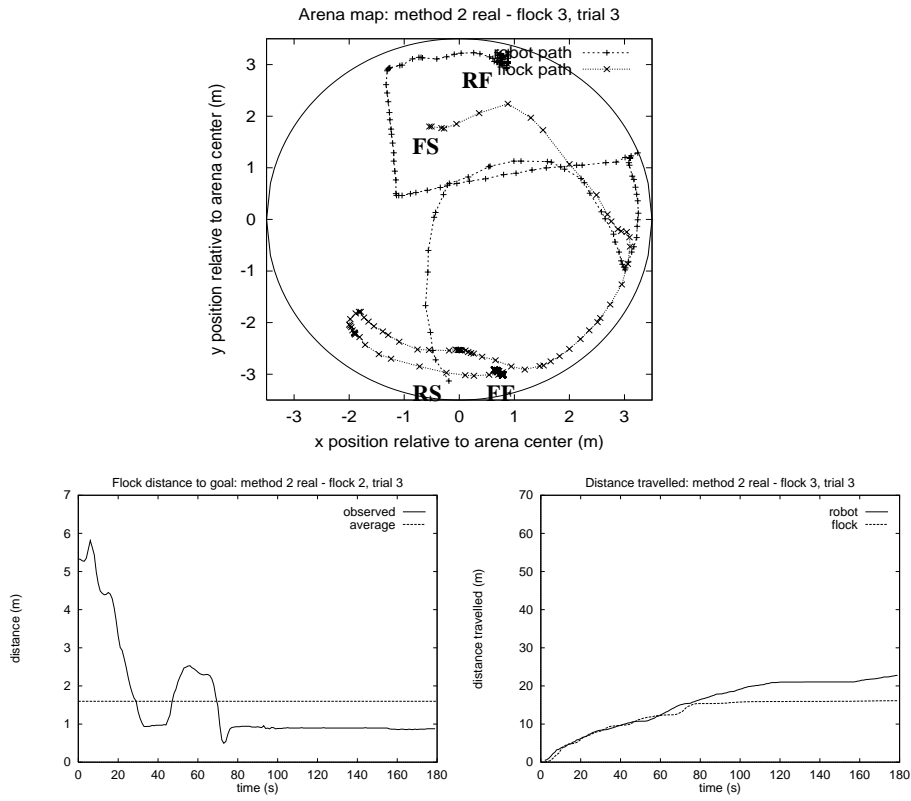 Arena map: method 2 real - flock 3, trial 3
y position relative to arena center (m)
3
2
1
0
-1
-2
-3
robot path
flock path
RF
FS
RS
FF
-3 -2 -1 0 1 2 3
x position relative to arena center (m)
Flock distance to goal: method 2 real - flock 2, trial 3
distance (m)
7
6
5
4
3
2
1
0
observed
average
0 20 40 60 80 100 120 140 160 180
time (s)
Distance travelled: method 2 real - flock 3, trial 3
distance travelled (m)
70
60
50
40
30
20
10
0
robot
flock
0 20 40 60 80 100 120 140 160 180
time (s)